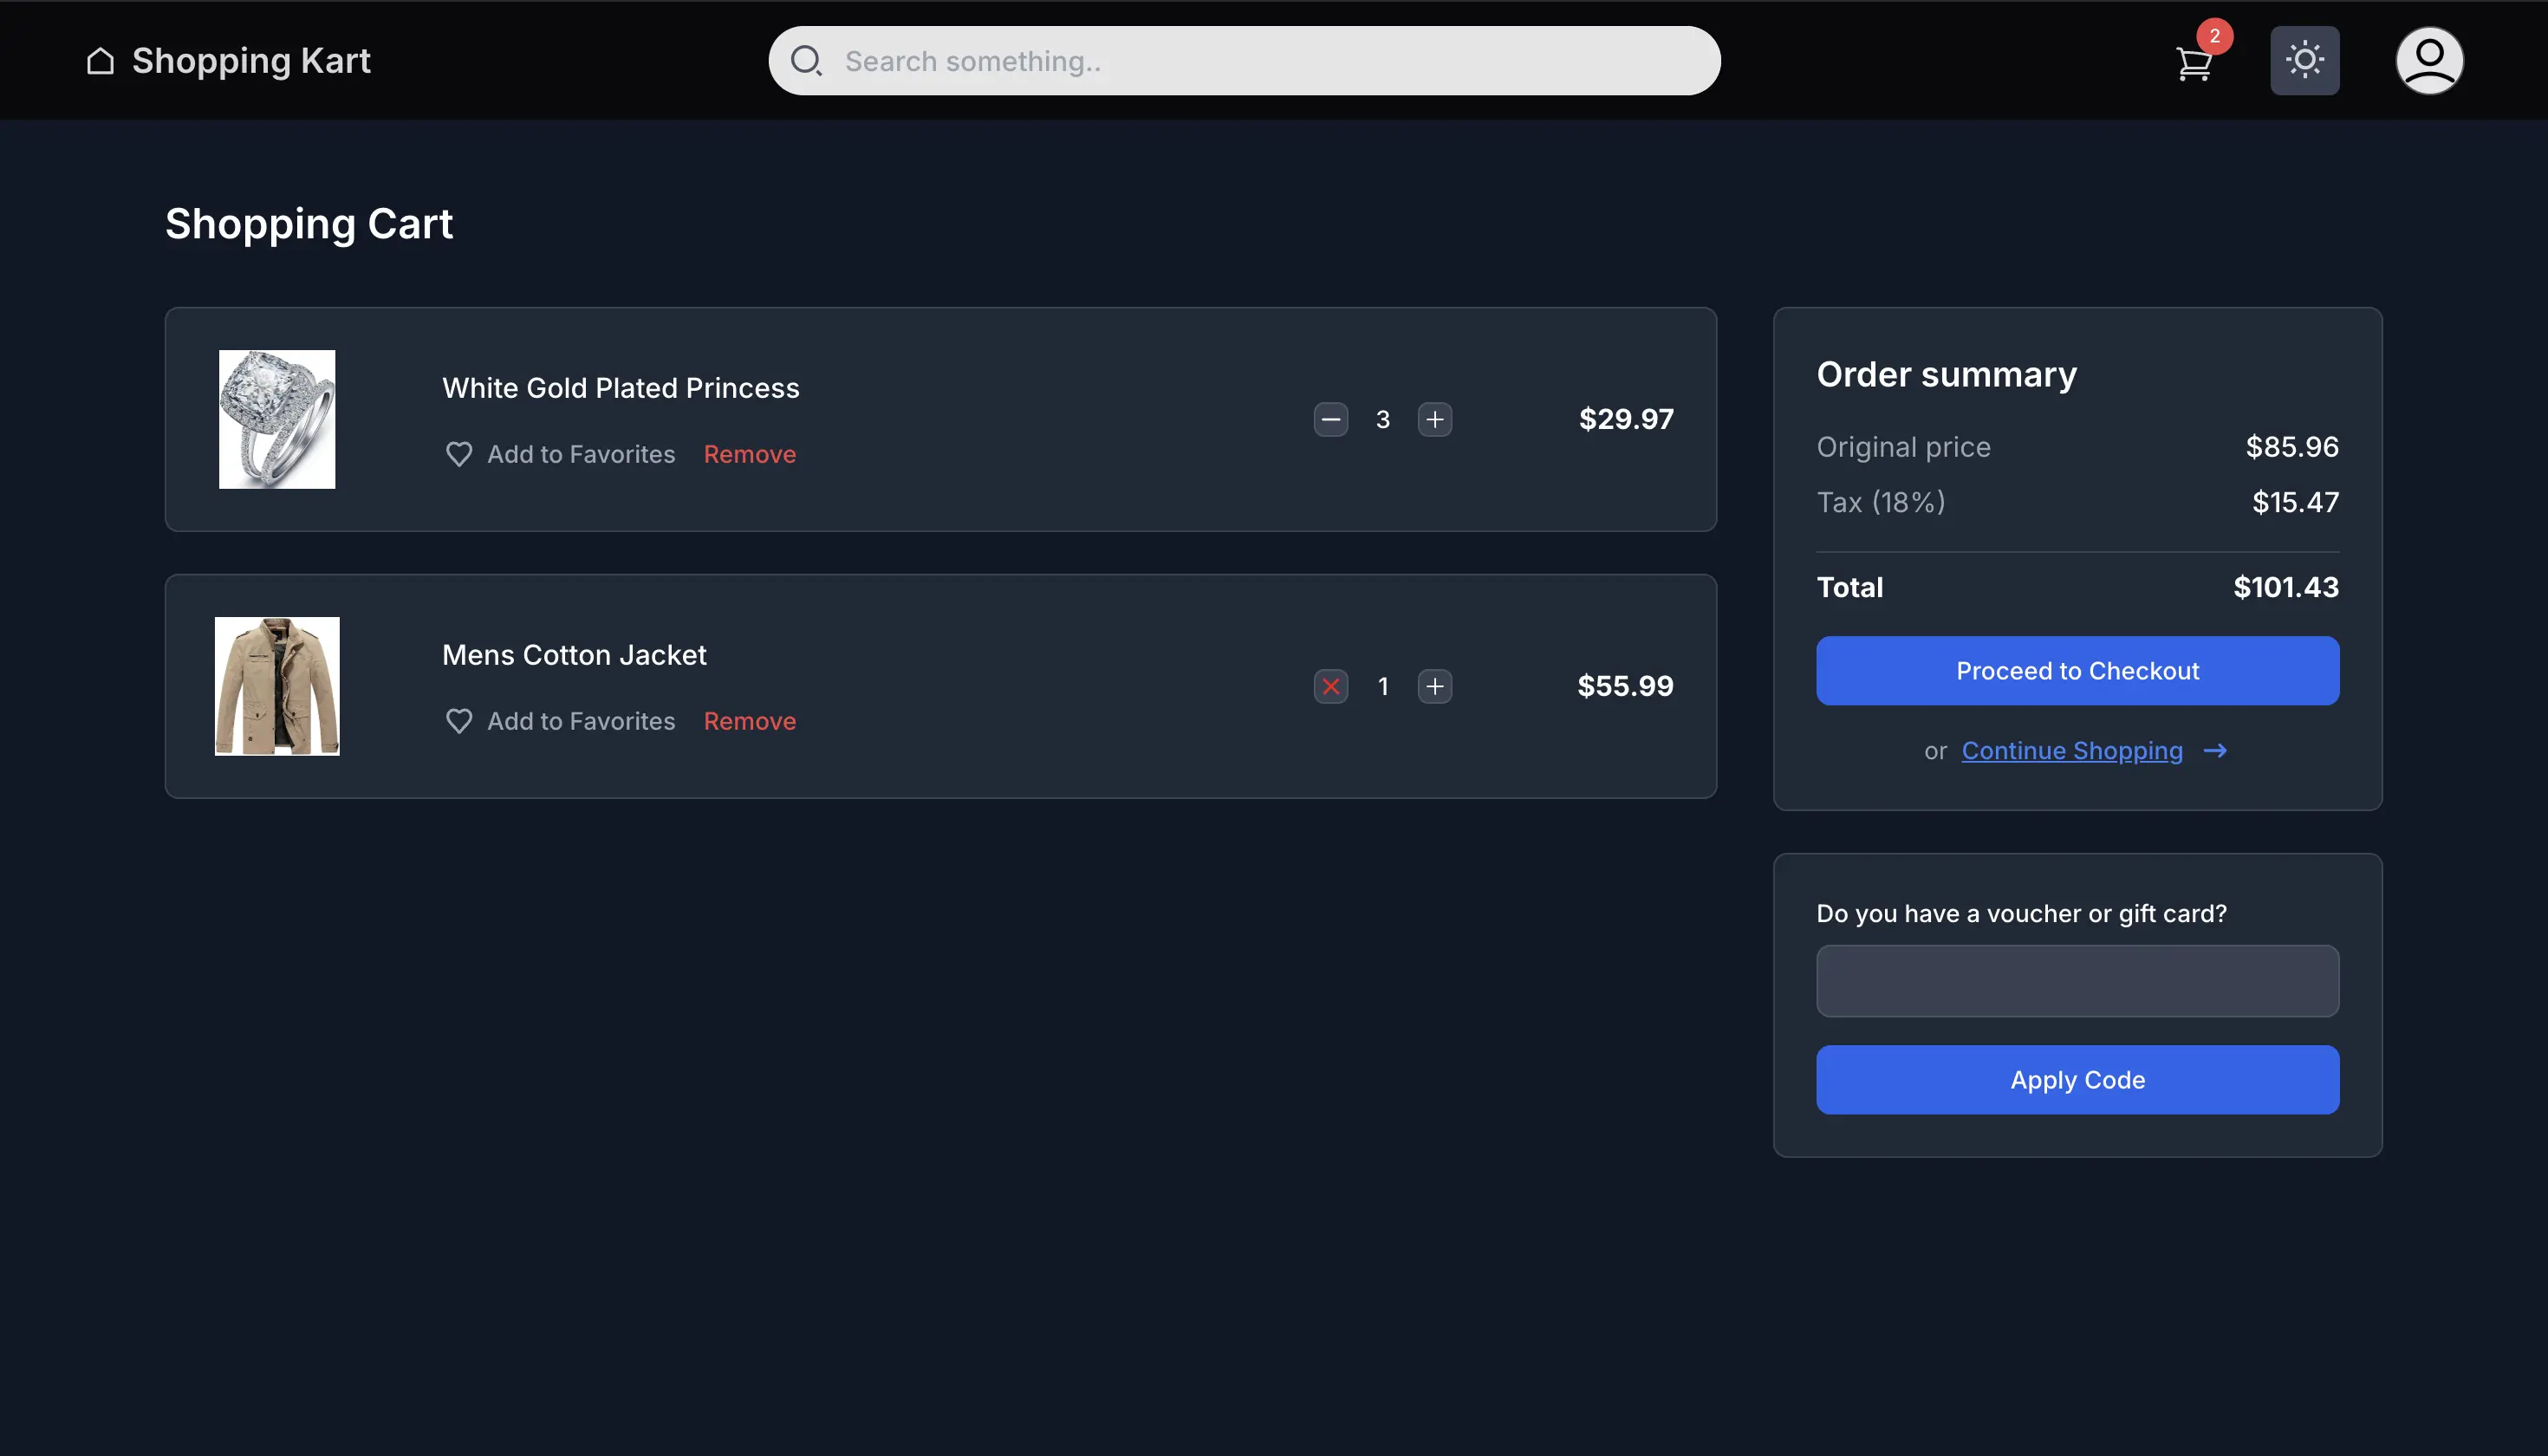 Shopping Kart
Search something..
2
Shopping Cart
White Gold Plated Princess
Add to Favorites Remove
3
$29.97
Mens Cotton Jacket
Add to Favorites Remove
1
$55.99
Order summary
Original price $85.96
Tax (18%) $15.47
Total $101.43
Proceed to Checkout
or Continue Shopping →
Do you have a voucher or gift card?
Apply Code